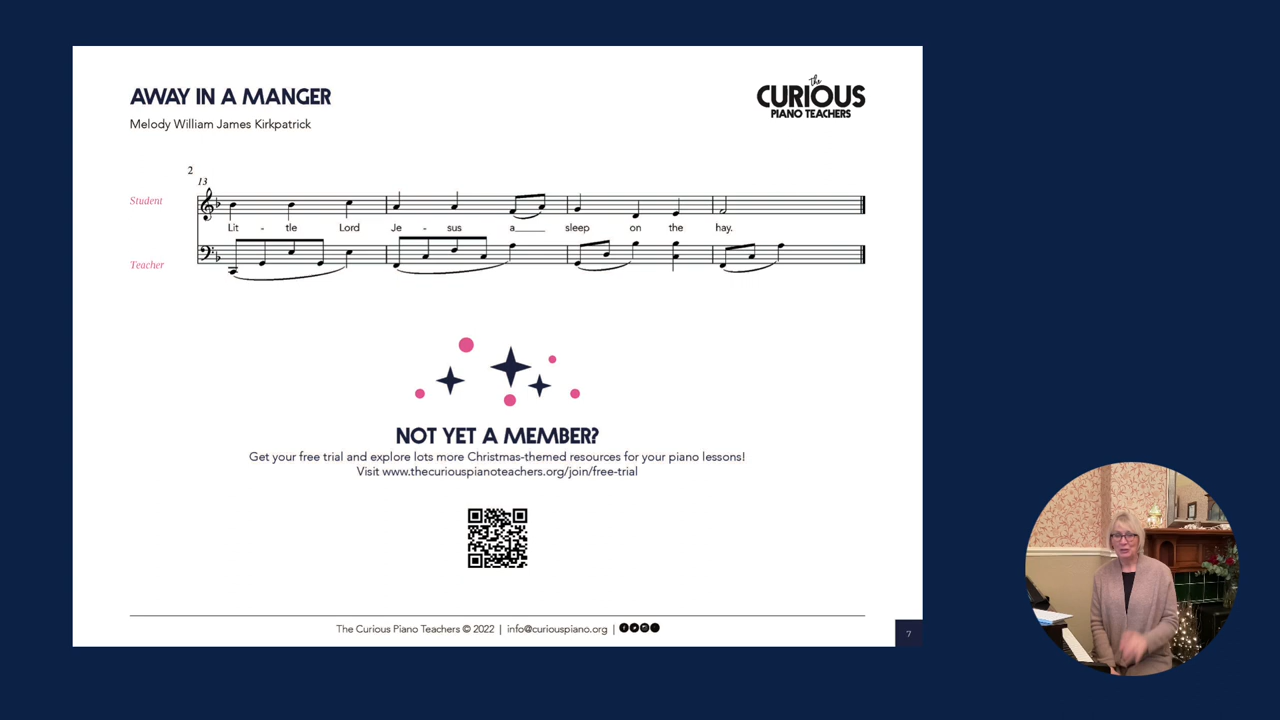 AWAY IN A MANGER
Melody William James Kirkpatrick
The
CURIOUS
PIANO TEACHERS
2
13
Student
Lit - tle Lord Je - sus a___ sleep on the hay.
Teacher
NOT YET A MEMBER?
Get your free trial and explore lots more Christmas-themed resources for your piano lessons!
Visit www.thecuriouspianoteachers.org/join/free-trial
The Curious Piano Teachers © 2022 | info@curiouspiano.org |
7